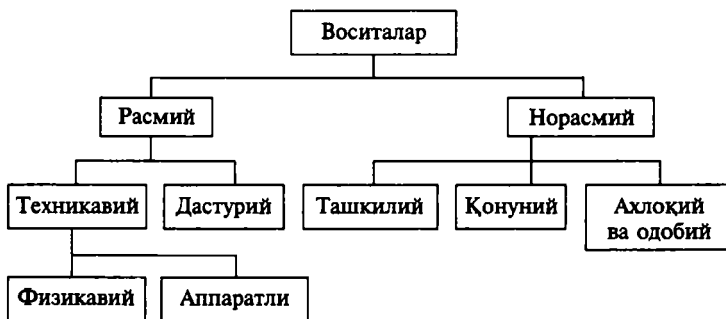 Воситалар
Расмий
Норасмий
Техникавий
Дастурий
Ташкилий
Қонуний
Ахлоқий
ва одобий
Физикавий
Аппаратли